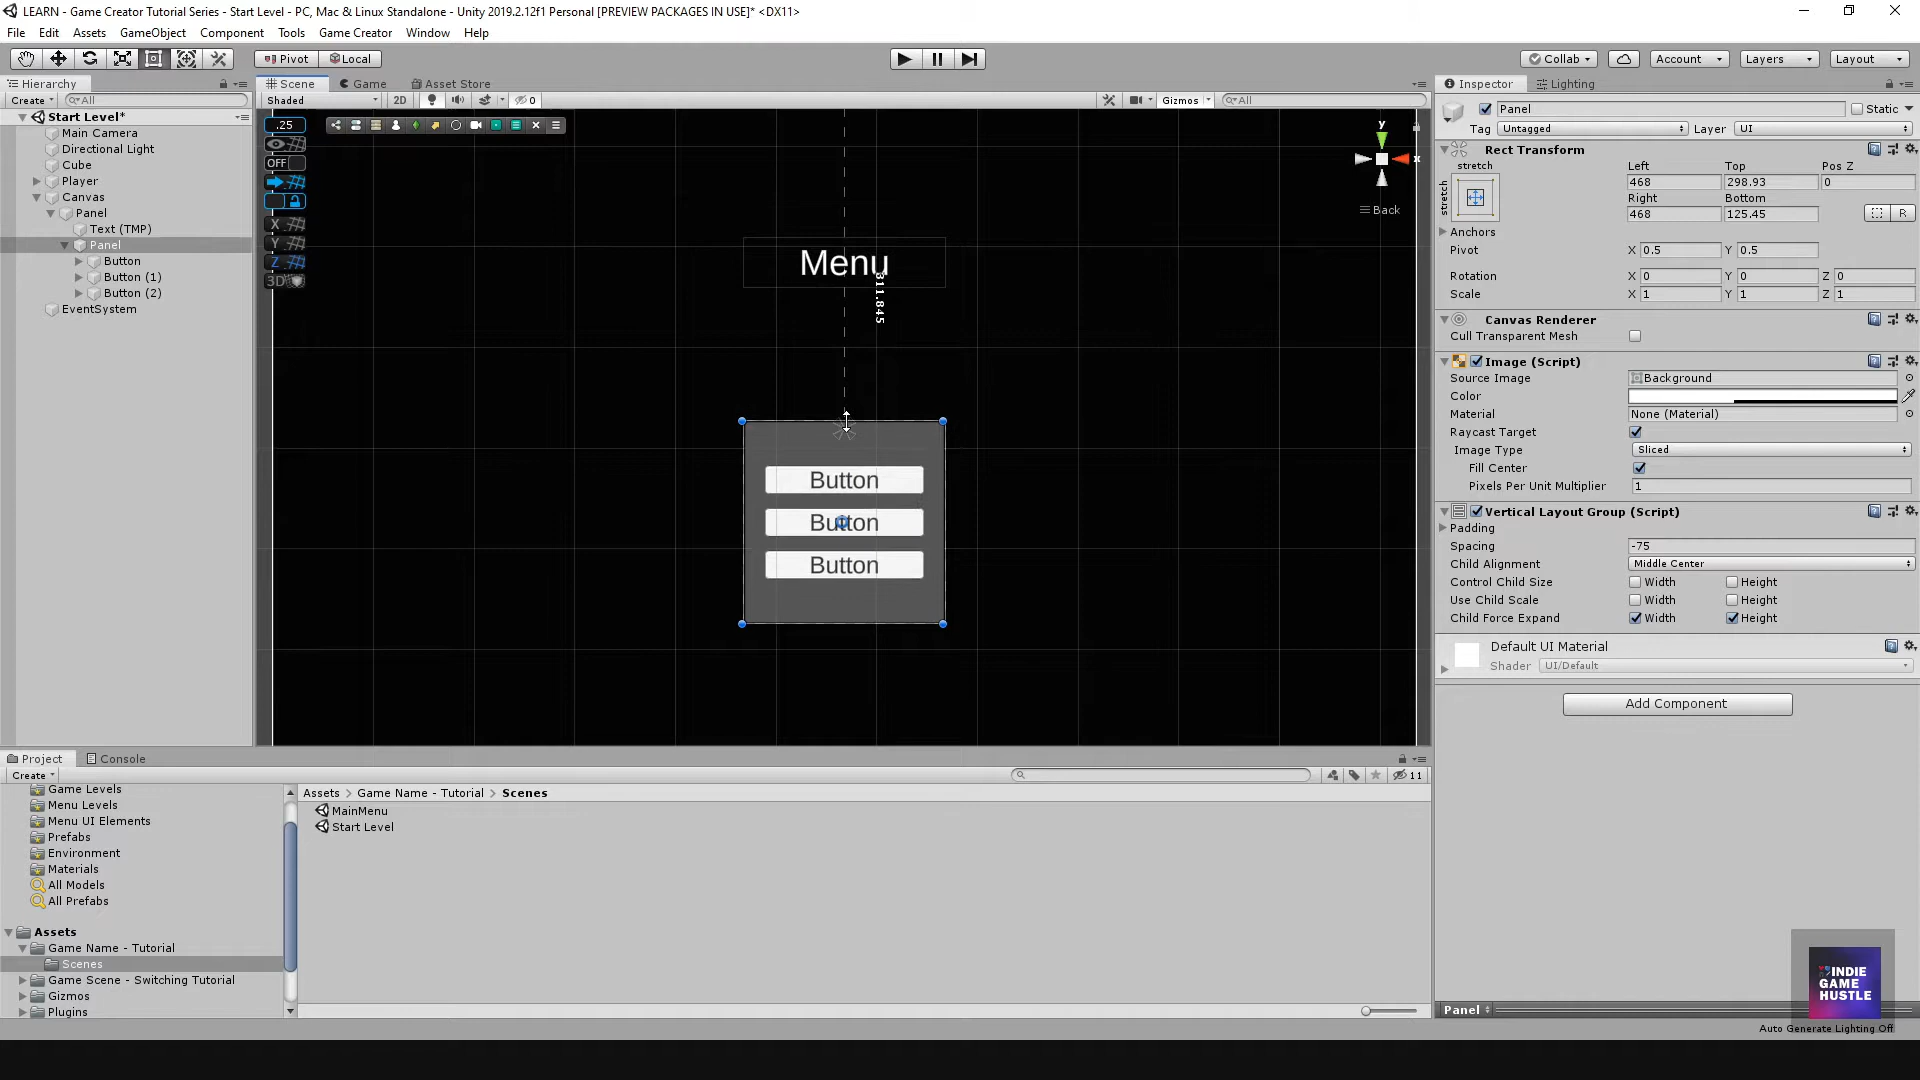 LEARN - Game Creator Tutorial Series - Start Level - PC, Mac & Linux Standalone - Unity 2019.2.12f1 Personal [PREVIEW PACKAGES IN USE]* <DX11>
File Edit Assets GameObject Component Tools Game Creator Window Help
Pivot Local Collab Account Layers Layout
Hierarchy
Create All
Start Level*
Main Camera
Directional Light
Cube
Player
Canvas
Panel
Text (TMP)
Panel
Button
Button (1)
Button (2)
EventSystem
Scene Game Asset Store
Shaded 2D 0 Gizmos All
.25
OFF
X
Y
Z
3D
y
x
Back
Menu
311.845
Button
Button
Button
Inspector Lighting
Panel Static
Tag Untagged Layer UI
Rect Transform
stretch Left Top Pos Z
stretch 468 298.93 0
Right Bottom
468 125.45 R
Anchors
Pivot X 0.5 Y 0.5
Rotation X 0 Y 0 Z 0
Scale X 1 Y 1 Z 1
Canvas Renderer
Cull Transparent Mesh
Image (Script)
Source Image Background
Color
Material None (Material)
Raycast Target
Image Type Sliced
Fill Center
Pixels Per Unit Multiplier 1
Vertical Layout Group (Script)
Padding
Spacing -75
Child Alignment Middle Center
Control Child Size Width Height
Use Child Scale Width Height
Child Force Expand Width Height
Default UI Material
Shader UI/Default
Add Component
Project Console
Create 11
Game Levels
Menu Levels
Menu UI Elements
Prefabs
Environment
Materials
All Models
All Prefabs
Assets
Game Name - Tutorial
Scenes
Game Scene - Switching Tutorial
Gizmos
Plugins
Assets > Game Name - Tutorial > Scenes
MainMenu
Start Level
INDIE
GAME
HUSTLE
Panel
Auto Generate Lighting Off